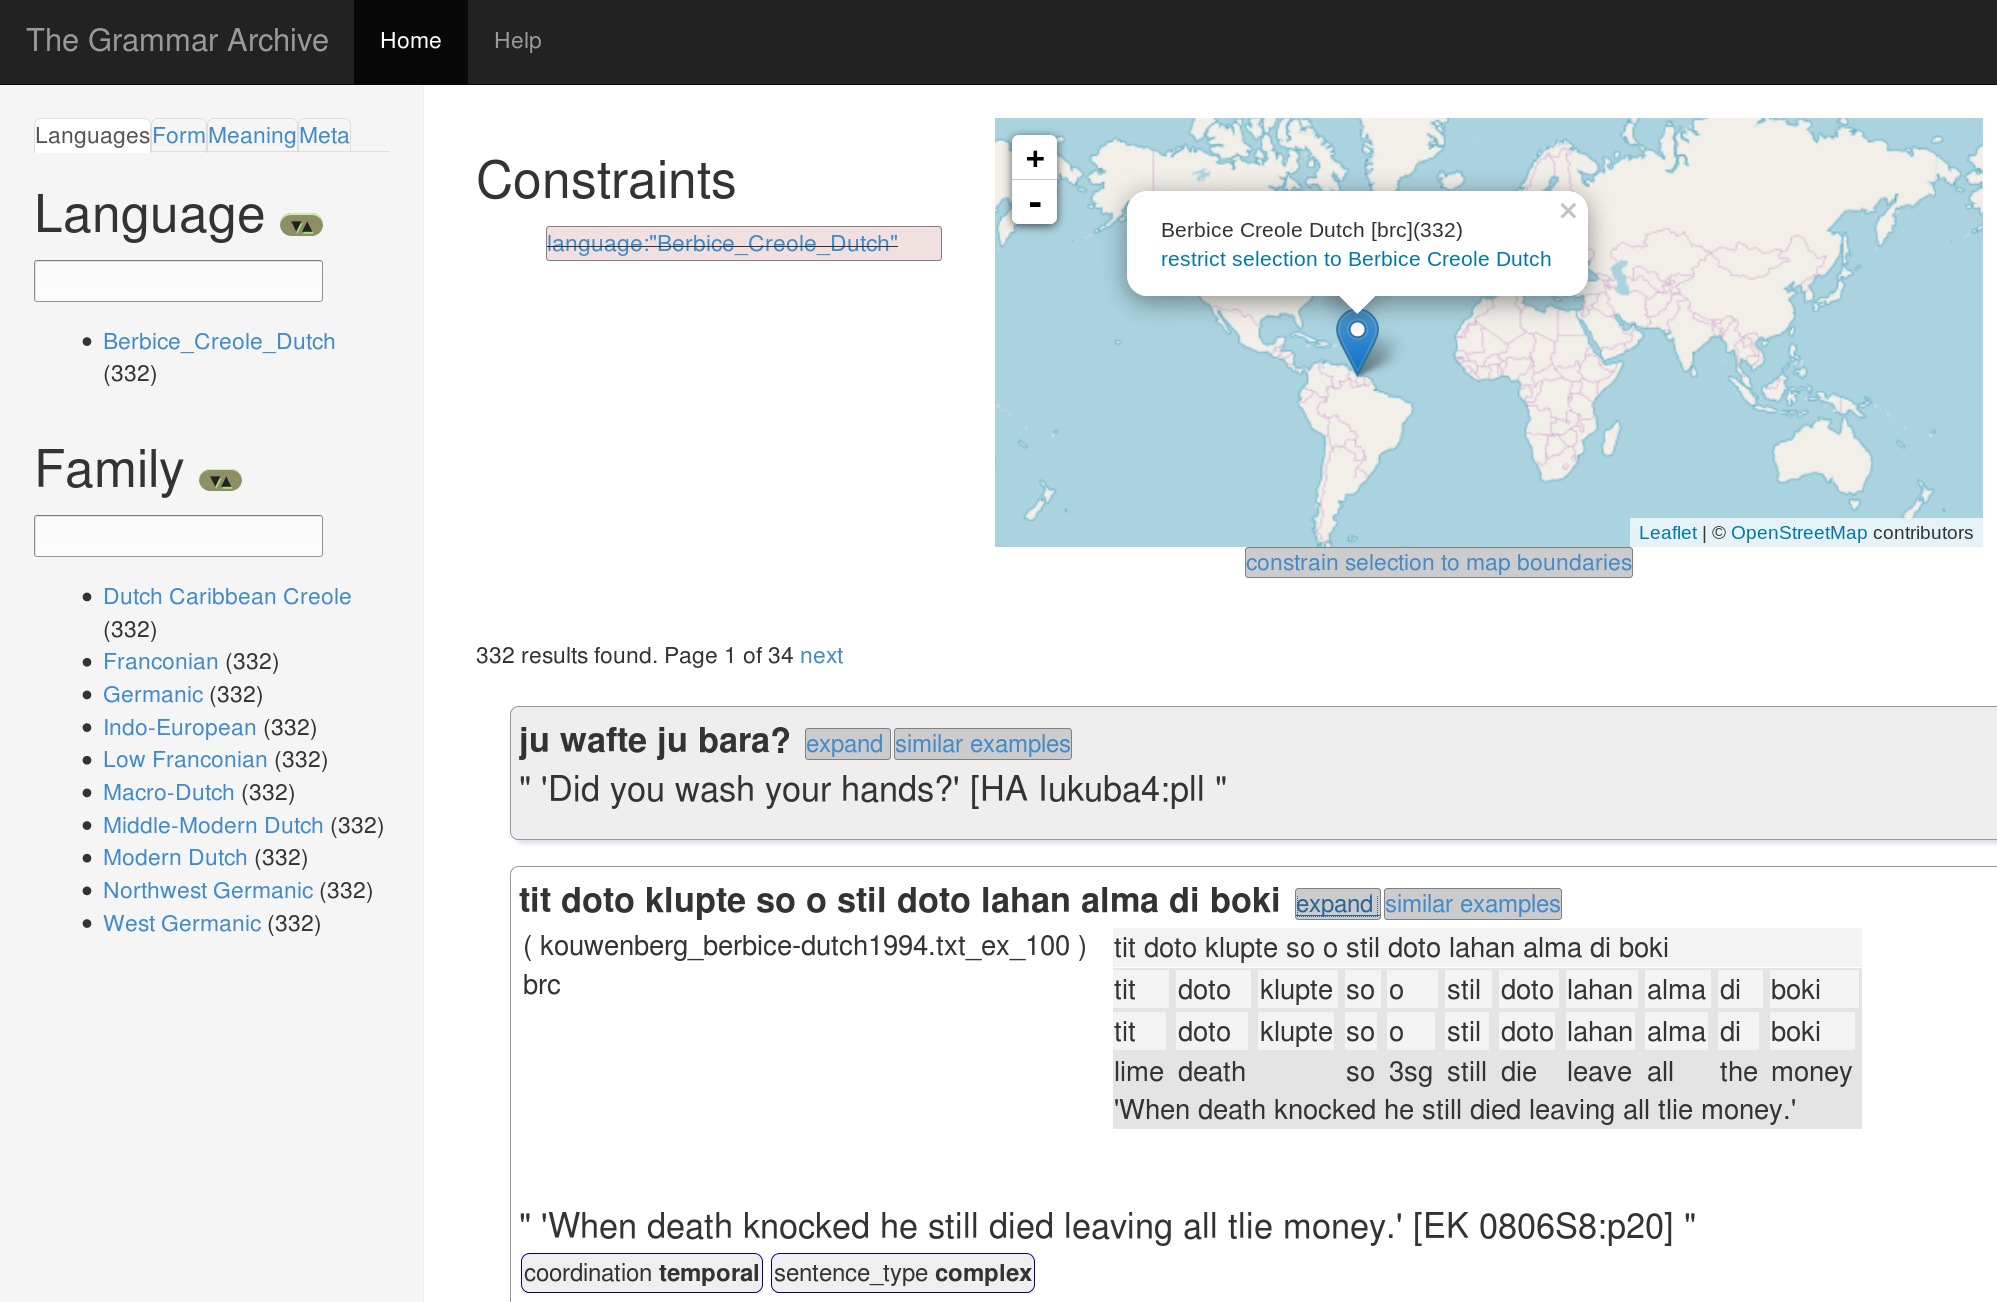 The Grammar Archive Home Help
Languages Form Meaning Meta
Language ▼▲
Berbice_Creole_Dutch
(332)
Family ▼▲
Dutch Caribbean Creole
(332)
Franconian (332)
Germanic (332)
Indo-European (332)
Low Franconian (332)
Macro-Dutch (332)
Middle-Modern Dutch (332)
Modern Dutch (332)
Northwest Germanic (332)
West Germanic (332)
Constraints
language:"Berbice_Creole_Dutch"
+
-
Berbice Creole Dutch [brc](332)
restrict selection to Berbice Creole Dutch
×
Leaflet | © OpenStreetMap contributors
constrain selection to map boundaries
332 results found. Page 1 of 34 next
ju wafte ju bara? expand similar examples
" 'Did you wash your hands?' [HA Iukuba4:pll "
tit doto klupte so o stil doto lahan alma di boki expand similar examples
( kouwenberg_berbice-dutch1994.txt_ex_100 )
brc
tit doto klupte so o stil doto lahan alma di boki
tit doto klupte so o stil doto lahan alma di boki
tit doto klupte so o stil doto lahan alma di boki
lime death so 3sg still die leave all the money
'When death knocked he still died leaving all tlie money.'
" 'When death knocked he still died leaving all tlie money.' [EK 0806S8:p20] "
coordination temporal sentence_type complex